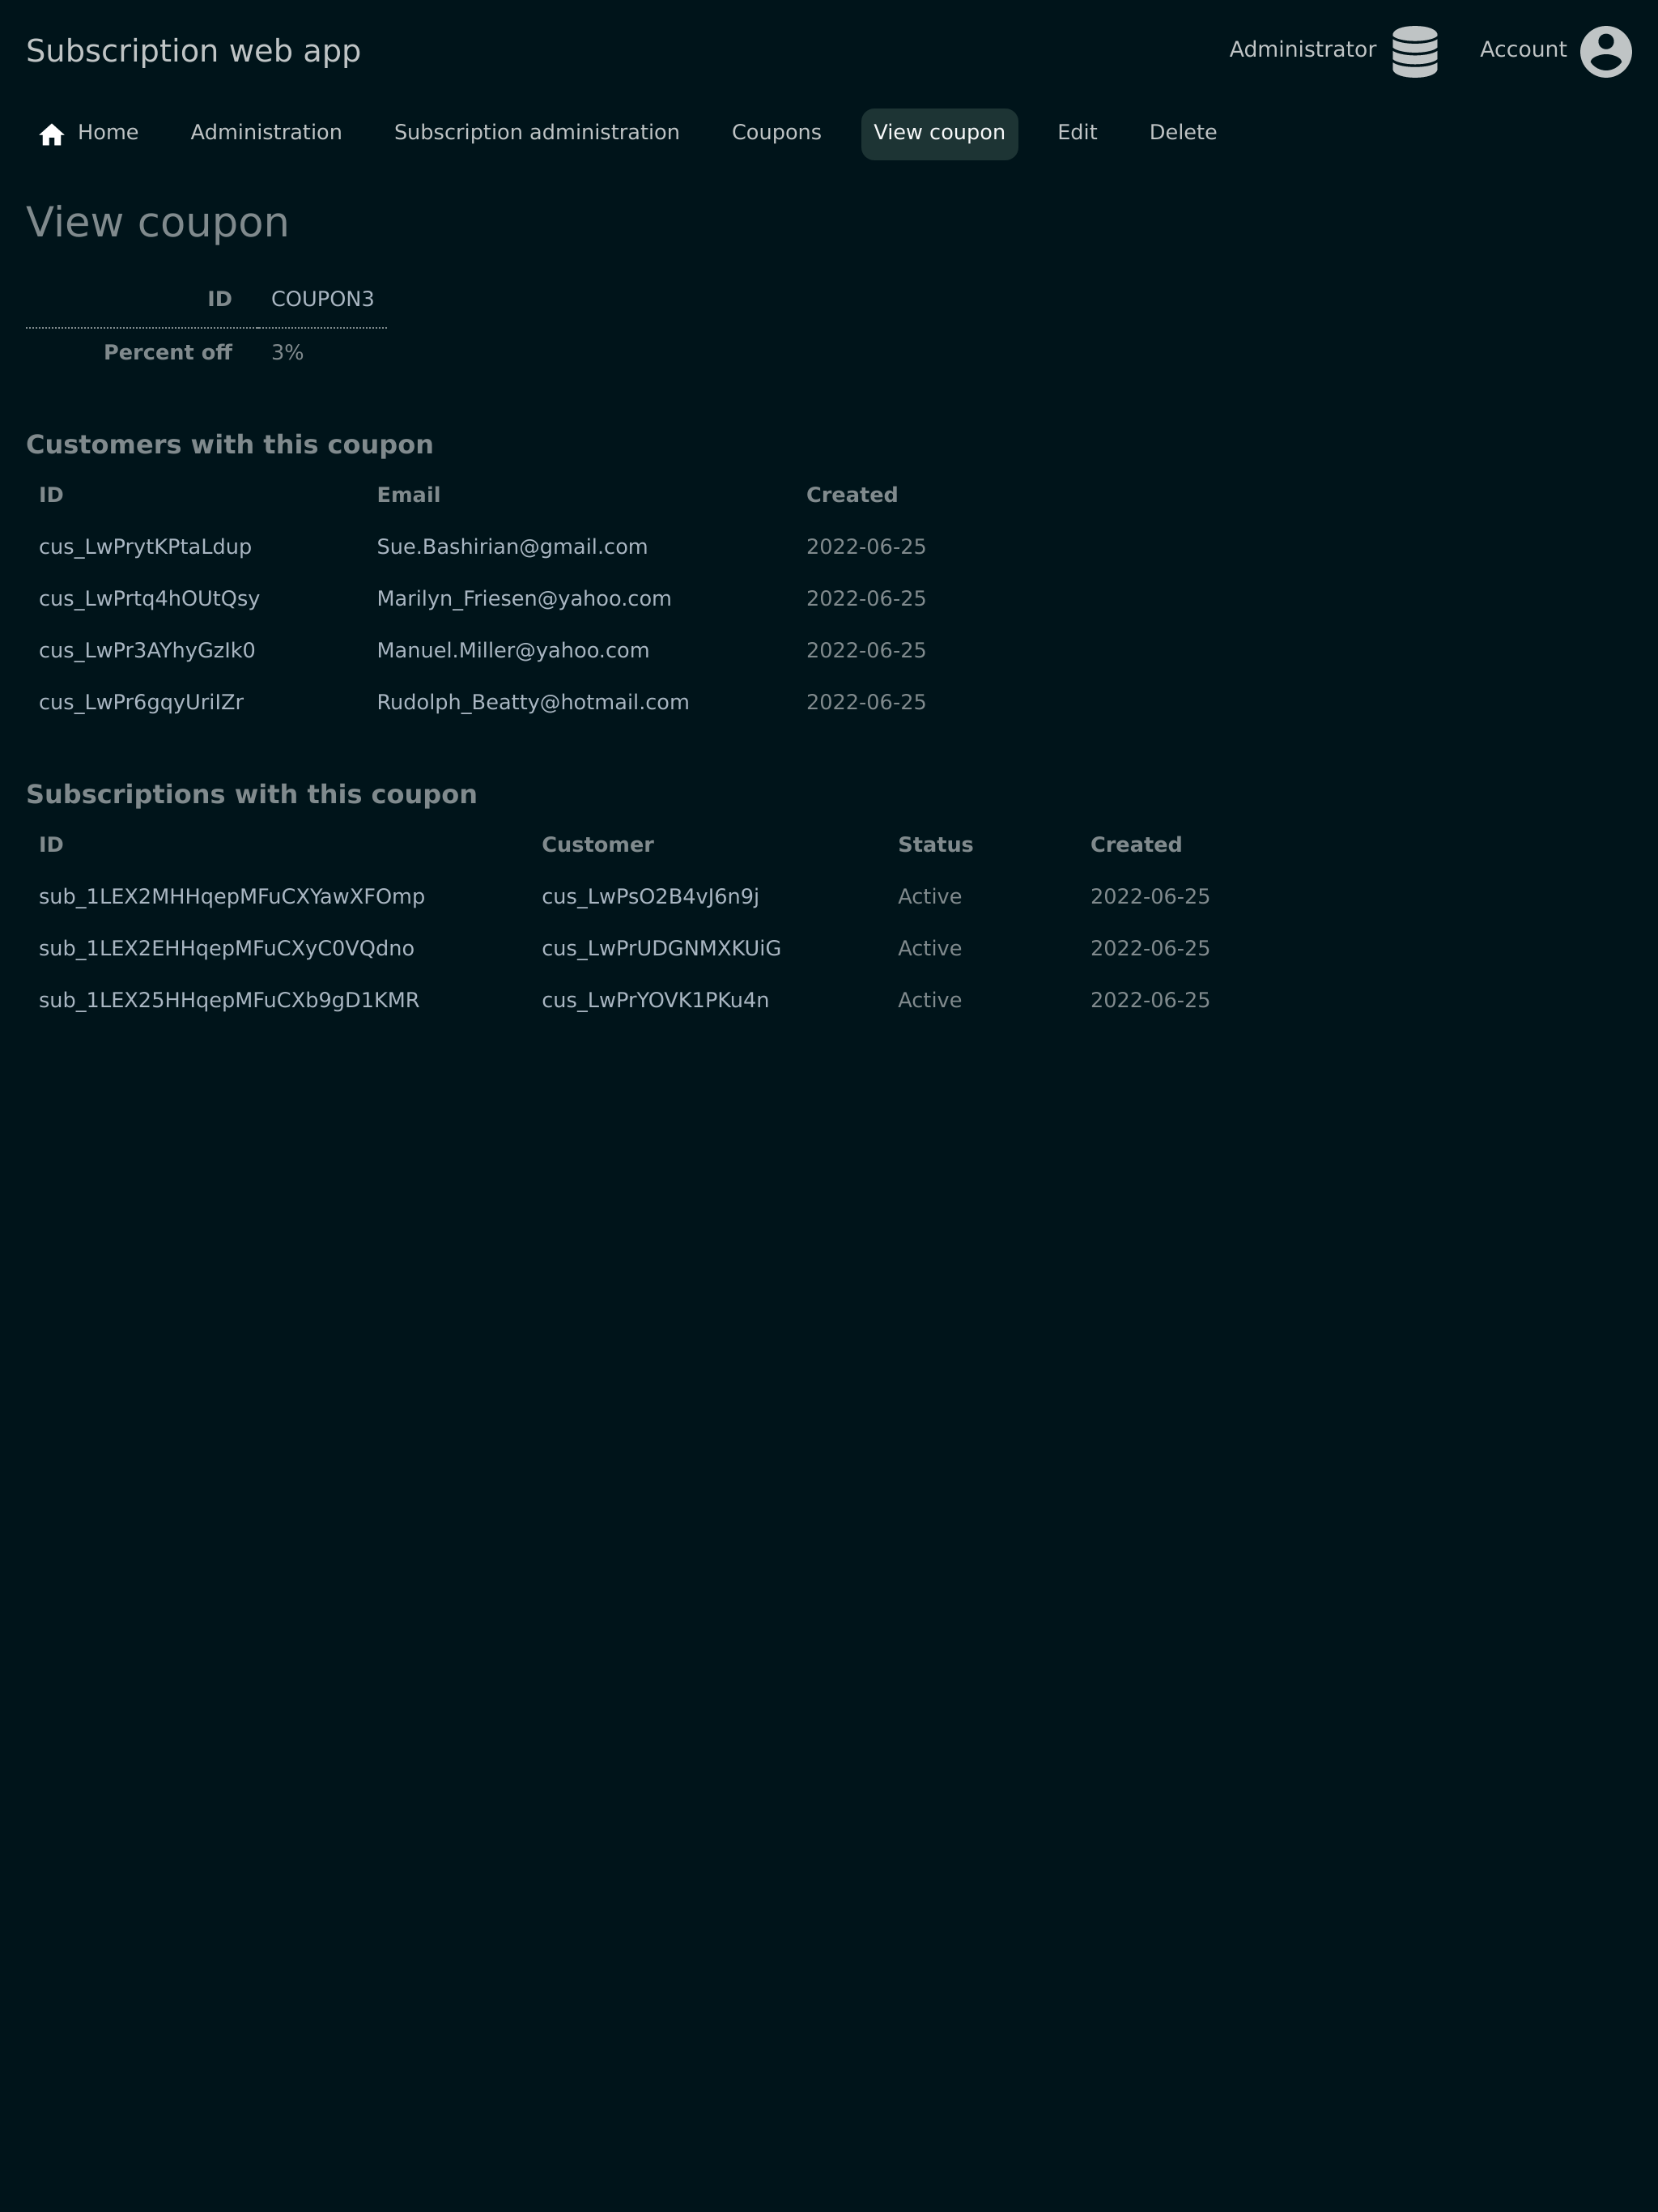 Subscription web app Administrator Account
Home Administration Subscription administration Coupons View coupon Edit Delete
View coupon
ID COUPON3
Percent off 3%
Customers with this coupon
ID Email Created
cus_LwPrytKPtaLdup Sue.Bashirian@gmail.com 2022-06-25
cus_LwPrtq4hOUtQsy Marilyn_Friesen@yahoo.com 2022-06-25
cus_LwPr3AYhyGzIk0 Manuel.Miller@yahoo.com 2022-06-25
cus_LwPr6gqyUriIZr Rudolph_Beatty@hotmail.com 2022-06-25
Subscriptions with this coupon
ID Customer Status Created
sub_1LEX2MHHqepMFuCXYawXFOmp cus_LwPsO2B4vJ6n9j Active 2022-06-25
sub_1LEX2EHHqepMFuCXyC0VQdno cus_LwPrUDGNMXKUiG Active 2022-06-25
sub_1LEX25HHqepMFuCXb9gD1KMR cus_LwPrYOVK1PKu4n Active 2022-06-25